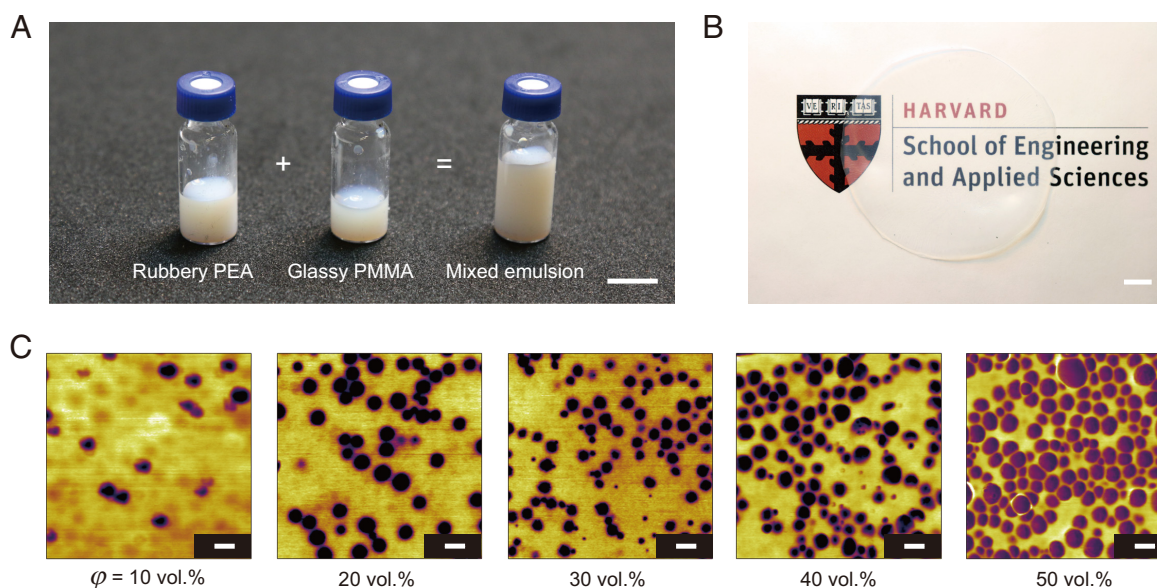 A
B
Rubbery PEA
+
Glassy PMMA
=
Mixed emulsion
VE RI TAS
HARVARD
School of Engineering
and Applied Sciences
C
φ = 10 vol.%
20 vol.%
30 vol.%
40 vol.%
50 vol.%